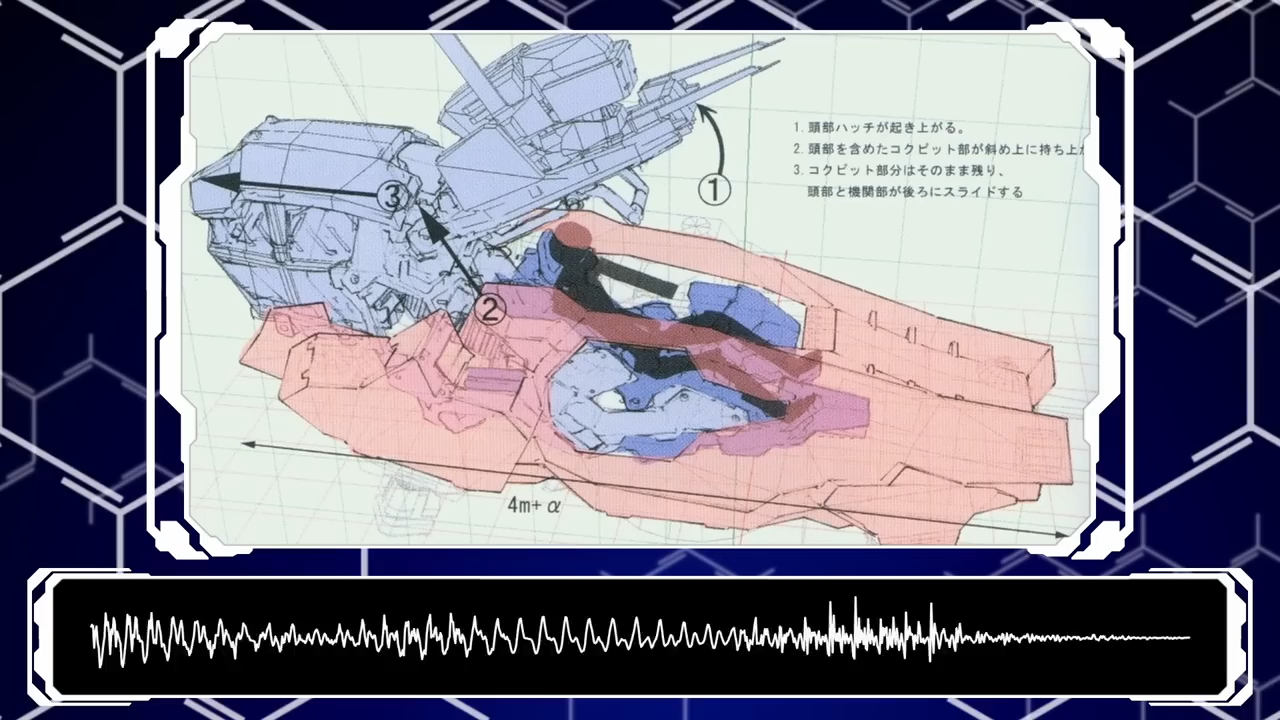 1. 頭部ハッチが起き上がる。
2. 頭部を含めたコクピット部が斜め上に持ち上が
3. コクピット部分はそのまま残り、
頭部と機関部が後ろにスライドする
①
③
②
4m+α